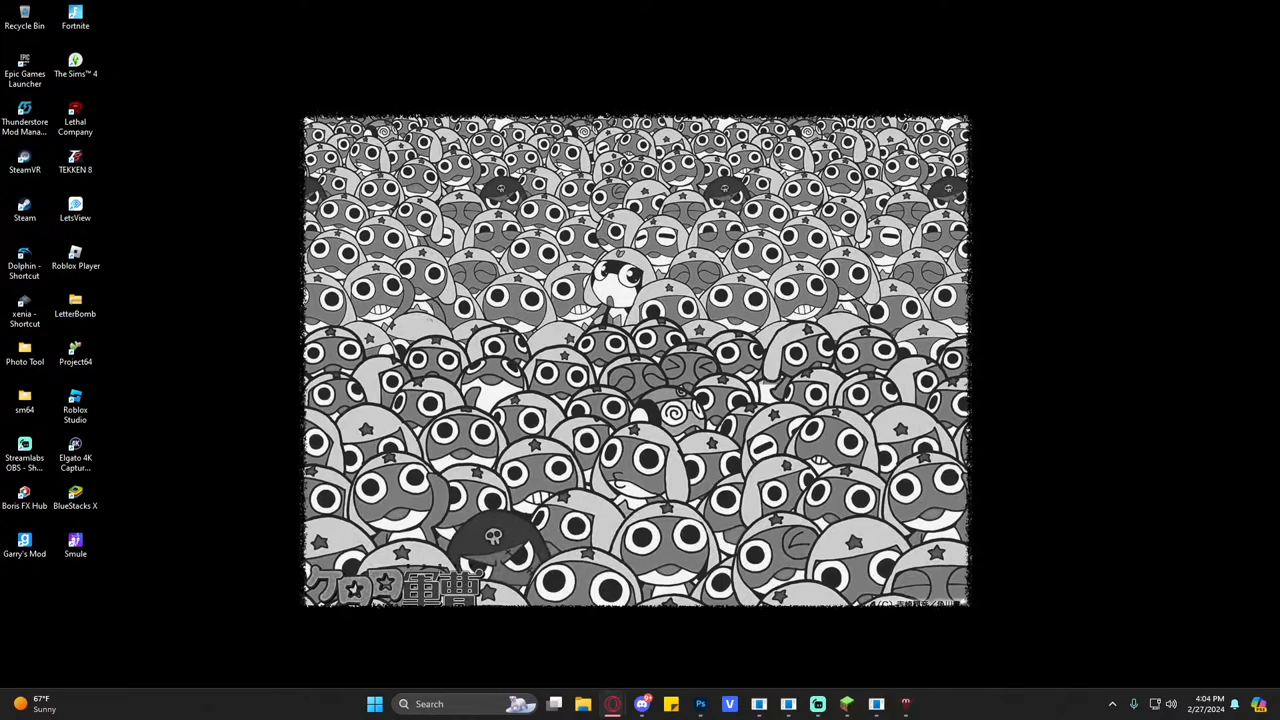 Recycle Bin
Fortnite
Epic Games
Launcher
The Sims™ 4
Thunderstore
Mod Mana...
Lethal
Company
SteamVR
TEKKEN 8
Steam
LetsView
Dolphin -
Shortcut
Roblox Player
xenia -
Shortcut
LetterBomb
Photo Tool
Project64
sm64
Roblox
Studio
Streamlabs
OBS - Sh...
Elgato 4K
Captur...
Boris FX Hub
BlueStacks X
Garry's Mod
Smule
ケロロ軍曹
67°F
Sunny
Search
9+
4:04 PM
2/27/2024